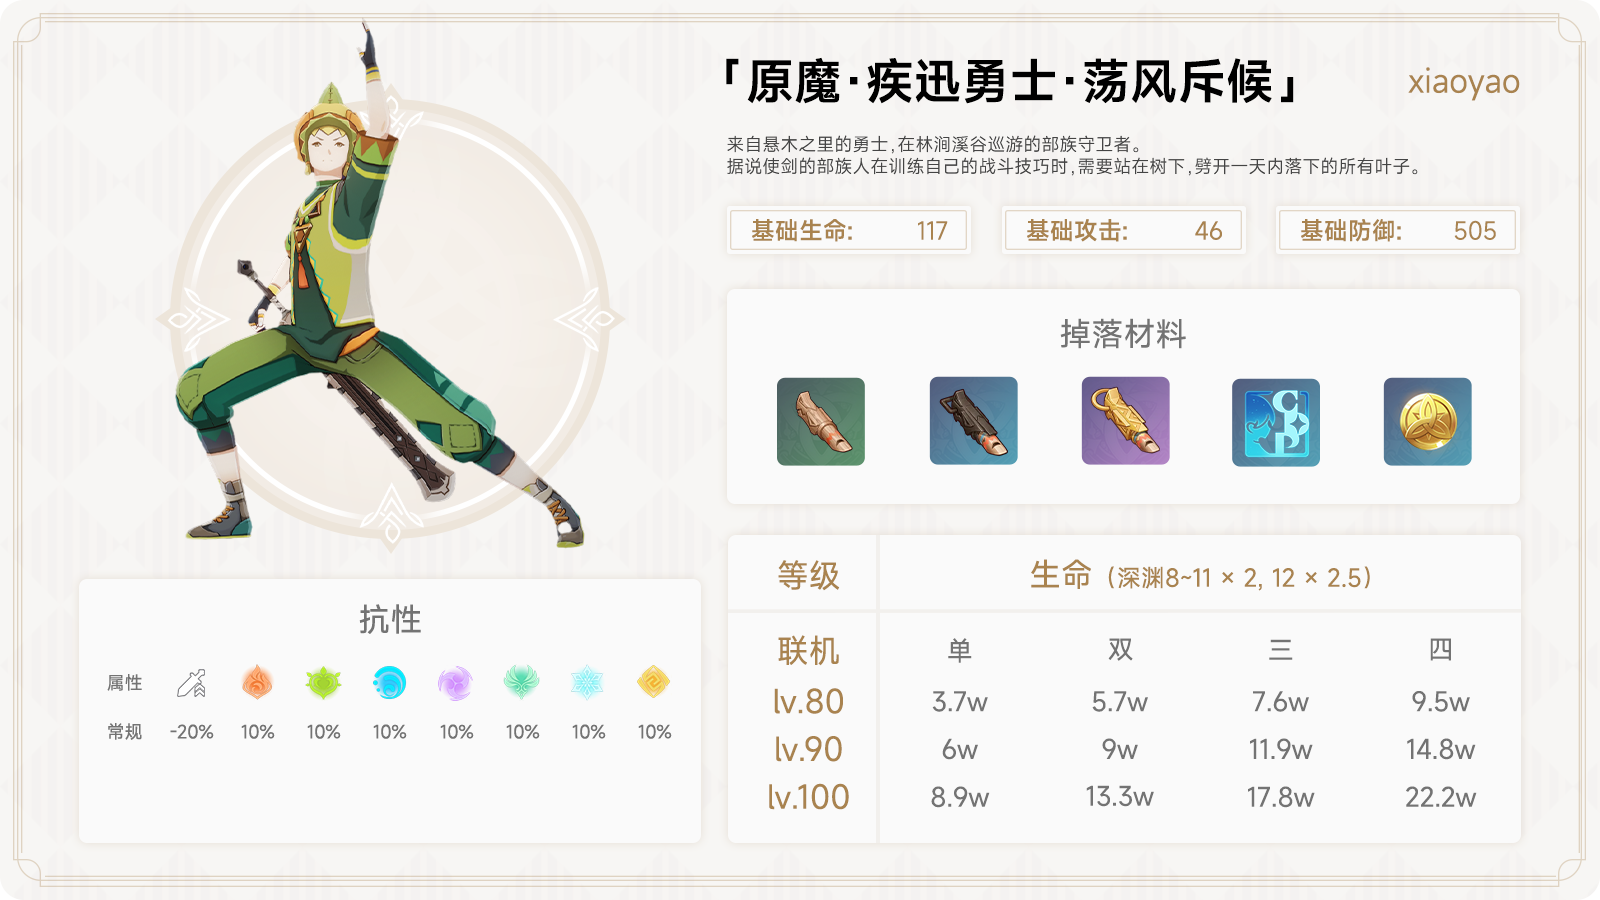 「原魔·疾迅勇士·荡风斥候」
xiaoyao
来自悬木之里的勇士,在林涧溪谷巡游的部族守卫者。
据说使剑的部族人在训练自己的战斗技巧时,需要站在树下,劈开一天内落下的所有叶子。
基础生命: 117
基础攻击: 46
基础防御: 505
掉落材料
等级 生命 (深渊8~11 × 2, 12 × 2.5)
联机 单 双 三 四
lv.80 3.7w 5.7w 7.6w 9.5w
lv.90 6w 9w 11.9w 14.8w
lv.100 8.9w 13.3w 17.8w 22.2w
抗性
属性
常规 -20% 10% 10% 10% 10% 10% 10% 10%